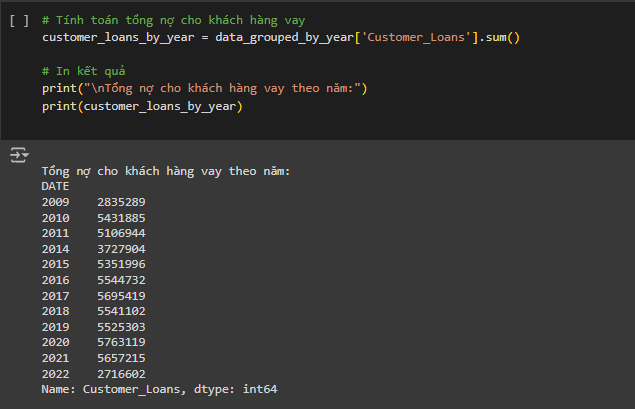 [ ] # Tính toán tổng nợ cho khách hàng vay
customer_loans_by_year = data_grouped_by_year['Customer_Loans'].sum()
# In kết quả
print("\nTổng nợ cho khách hàng vay theo năm:")
print(customer_loans_by_year)
Tổng nợ cho khách hàng vay theo năm:
DATE
2009 2835289
2010 5431885
2011 5106944
2014 3727904
2015 5351996
2016 5544732
2017 5695419
2018 5541102
2019 5525303
2020 5763119
2021 5657215
2022 2716602
Name: Customer_Loans, dtype: int64